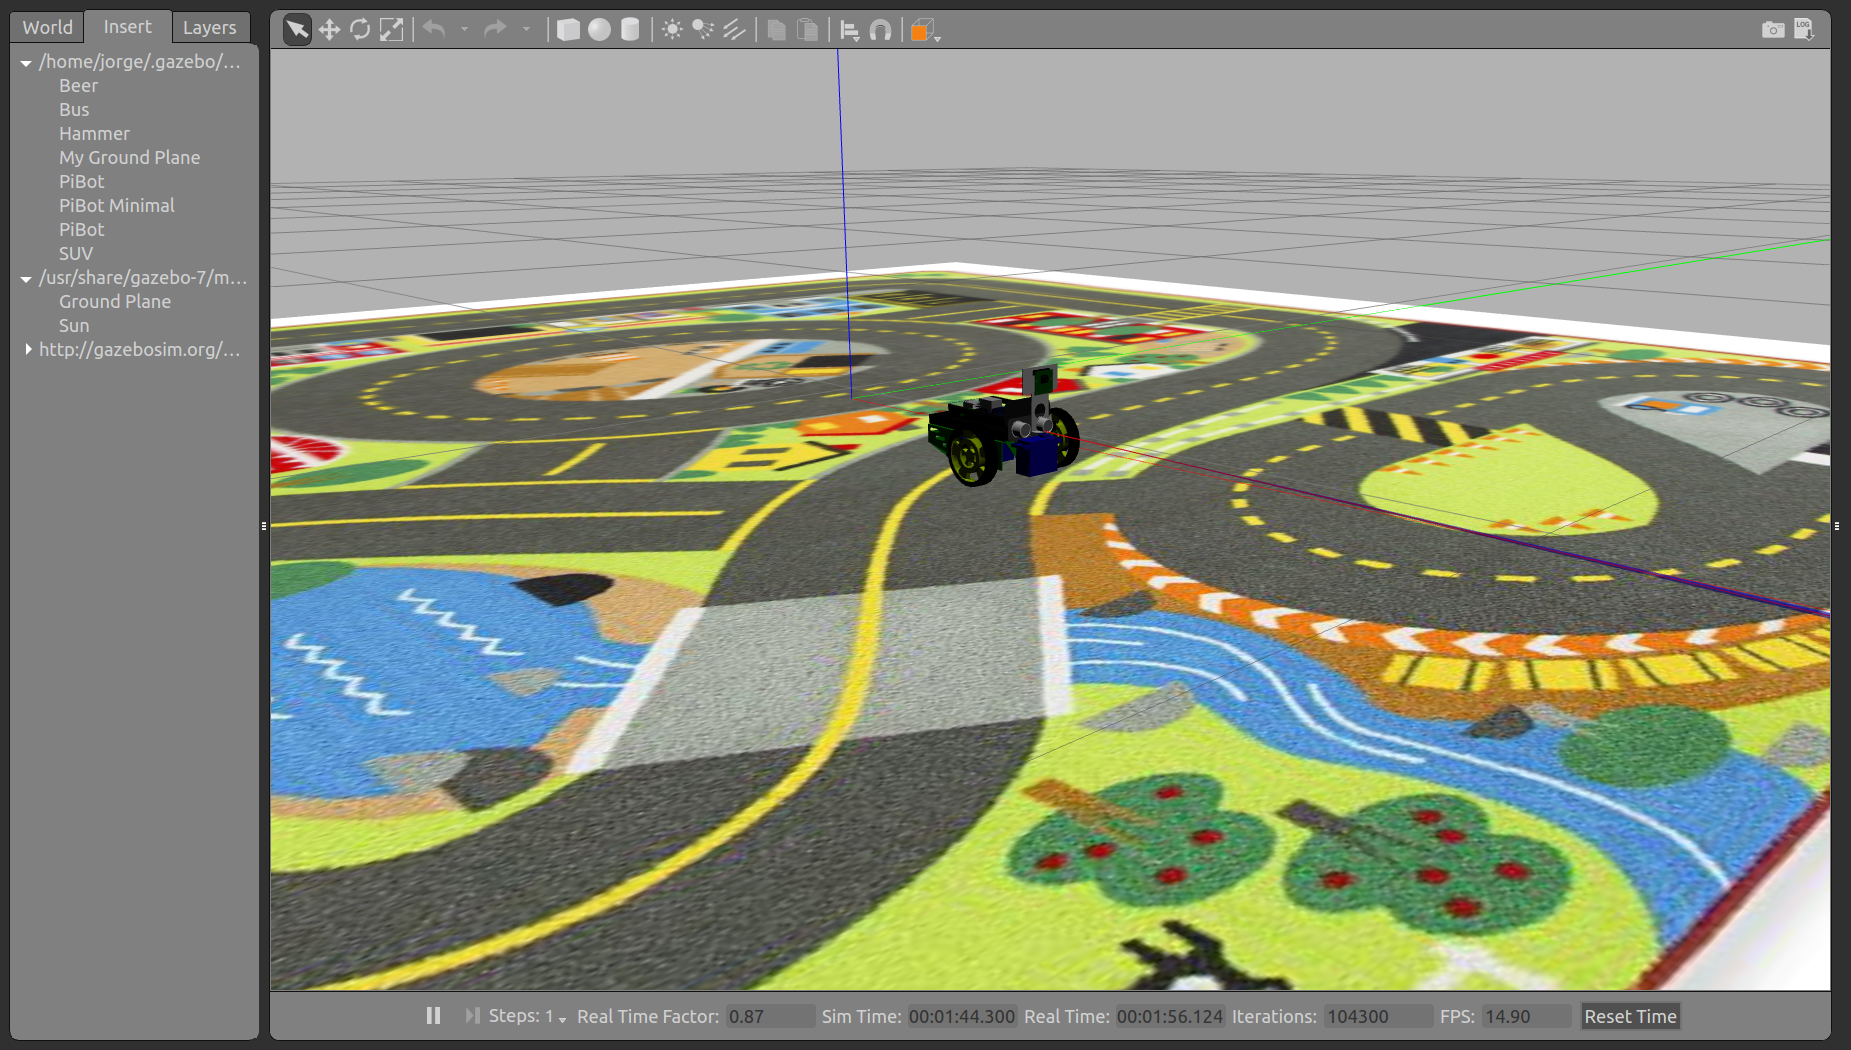 World Insert Layers
/home/jorge/.gazebo/...
Beer
Bus
Hammer
My Ground Plane
PiBot
PiBot Minimal
PiBot
SUV
/usr/share/gazebo-7/m...
Ground Plane
Sun
http://gazebosim.org/...
LOG
Steps: 1 Real Time Factor: 0.87 Sim Time: 00:01:44.300 Real Time: 00:01:56.124 Iterations: 104300 FPS: 14.90 Reset Time